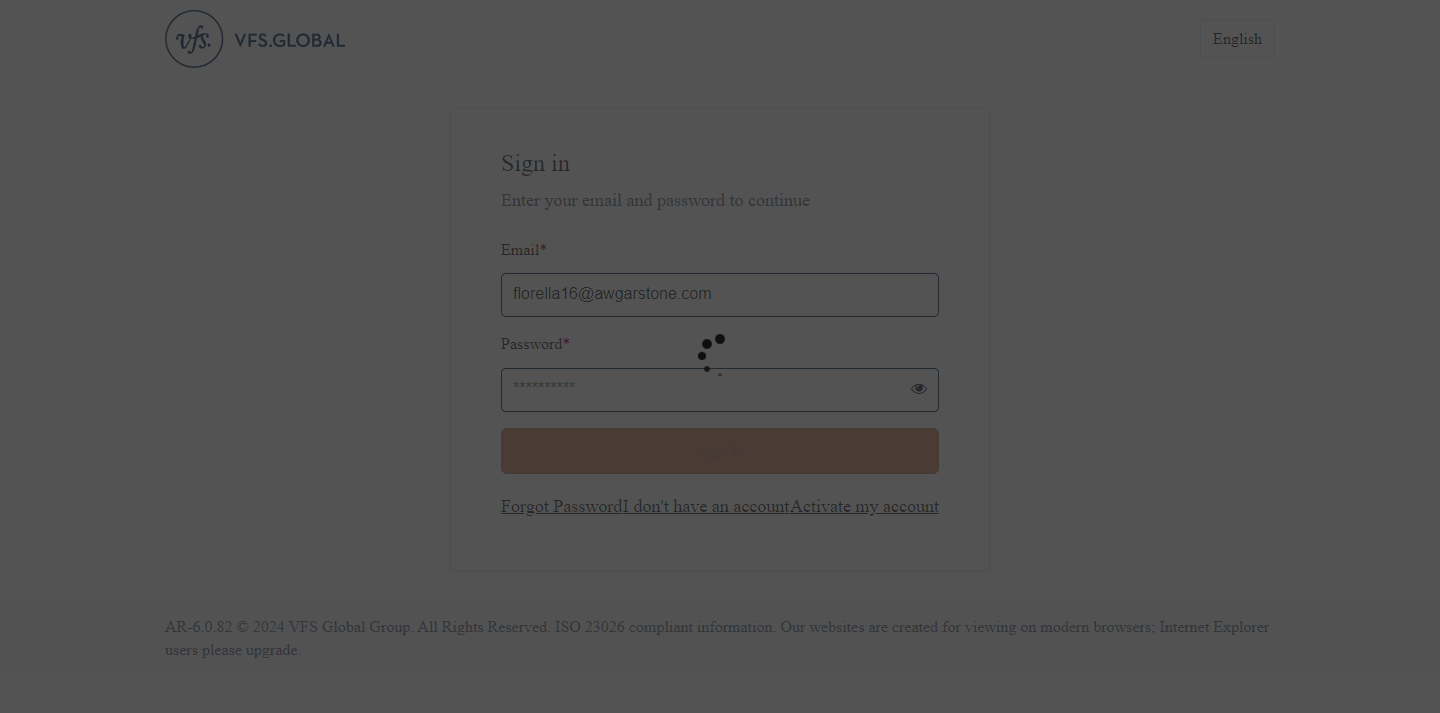 vfs. VFS.GLOBAL
English
Sign in
Enter your email and password to continue
Email*
florella16@awgarstone.com
Password*
**********
Forgot PasswordI don't have an accountActivate my account
AR-6.0.82 © 2024 VFS Global Group. All Rights Reserved. ISO 23026 compliant information. Our websites are created for viewing on modern browsers; Internet Explorer
users please upgrade.